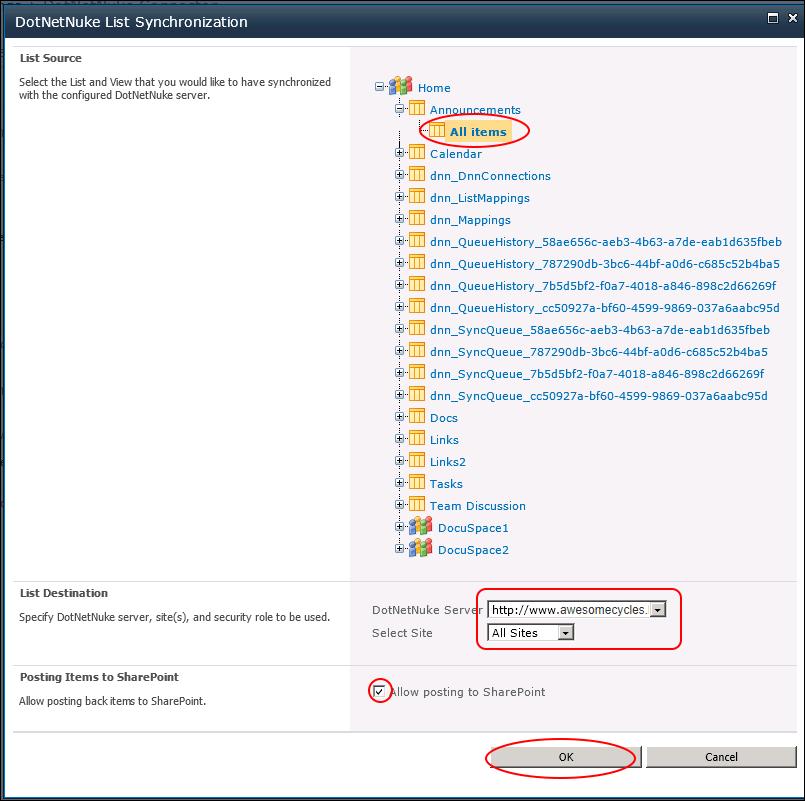 DotNetNuke List Synchronization
List Source
Select the List and View that you would like to have synchronized
with the configured DotNetNuke server.
Home
Announcements
All items
Calendar
dnn_DnnConnections
dnn_ListMappings
dnn_Mappings
dnn_QueueHistory_58ae656c-aeb3-4b63-a7de-eab1d635fbeb
dnn_QueueHistory_787290db-3bc6-44bf-a0d6-c685c52b4ba5
dnn_QueueHistory_7b5d5bf2-f0a7-4018-a846-898c2d66269f
dnn_QueueHistory_cc50927a-bf60-4599-9869-037a6aabc95d
dnn_SyncQueue_58ae656c-aeb3-4b63-a7de-eab1d635fbeb
dnn_SyncQueue_787290db-3bc6-44bf-a0d6-c685c52b4ba5
dnn_SyncQueue_7b5d5bf2-f0a7-4018-a846-898c2d66269f
dnn_SyncQueue_cc50927a-bf60-4599-9869-037a6aabc95d
Docs
Links
Links2
Tasks
Team Discussion
DocuSpace1
DocuSpace2
List Destination
Specify DotNetNuke server, site(s), and security role to be used.
DotNetNuke Server http://www.awesomecycles.
Select Site All Sites
Posting Items to SharePoint
Allow posting back items to SharePoint.
Allow posting to SharePoint
OK Cancel